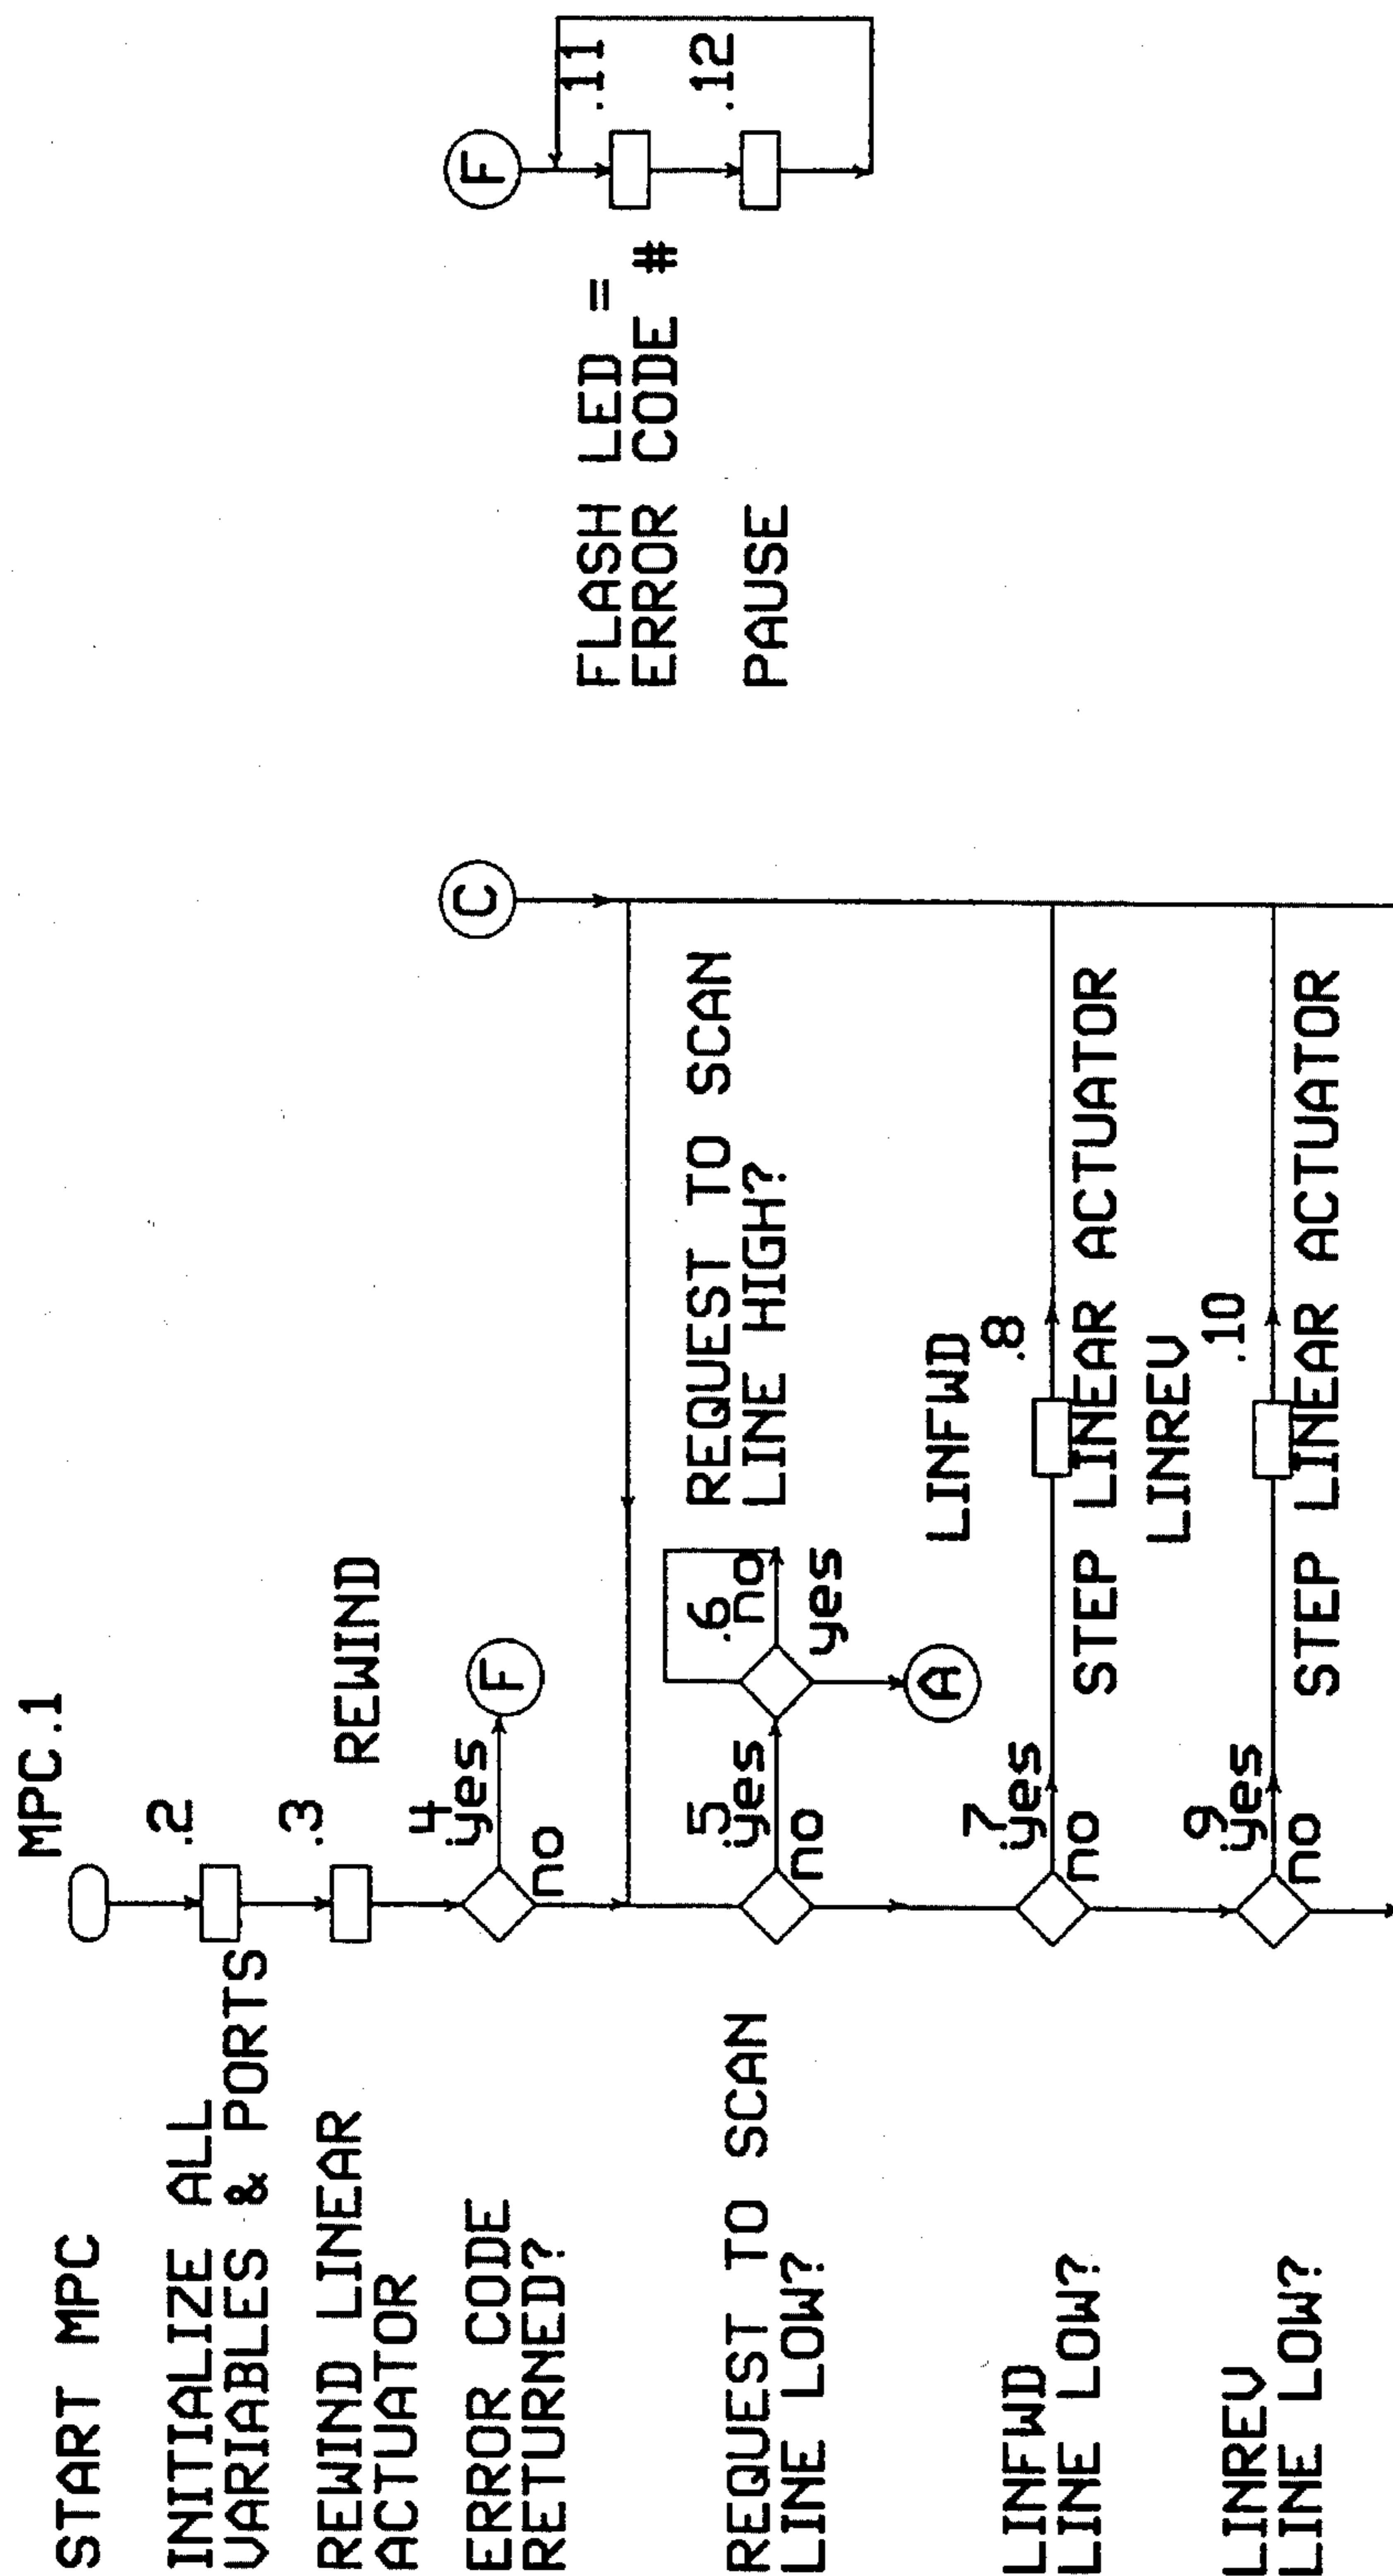 MPC.1
START MPC
.2
INITIALIZE ALL
VARIABLES & PORTS
.3
REWIND
REWIND LINEAR
ACTUATOR
.4
yes
F
no
ERROR CODE
RETURNED?
C
.5
yes
no
REQUEST TO SCAN
LINE LOW?
.6
no
yes
REQUEST TO SCAN
LINE HIGH?
A
.7
yes
no
LINFWD
LINE LOW?
LINFWD
.8
STEP LINEAR ACTUATOR
.9
yes
no
LINREV
LINE LOW?
LINREV
.10
STEP LINEAR ACTUATOR
F
.11
FLASH LED =
ERROR CODE #
.12
PAUSE